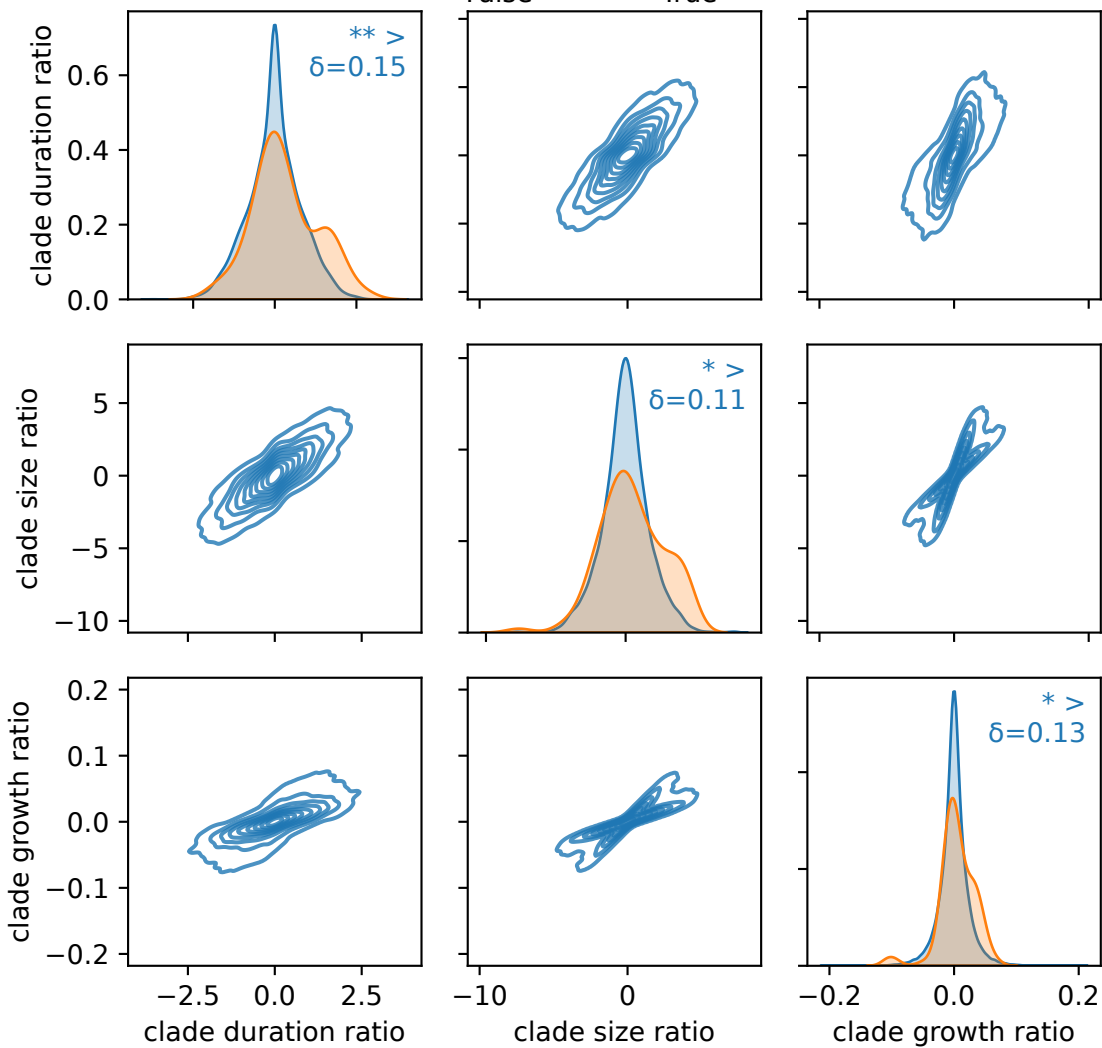 False True
clade duration ratio
0.6
0.4
0.2
0.0
** >
δ=0.15
clade size ratio
5
0
−5
−10
* >
δ=0.11
clade growth ratio
0.2
0.1
0.0
−0.1
−0.2
* >
δ=0.13
−2.5 0.0 2.5
−10 0
−0.2 0.0 0.2
clade duration ratio
clade size ratio
clade growth ratio